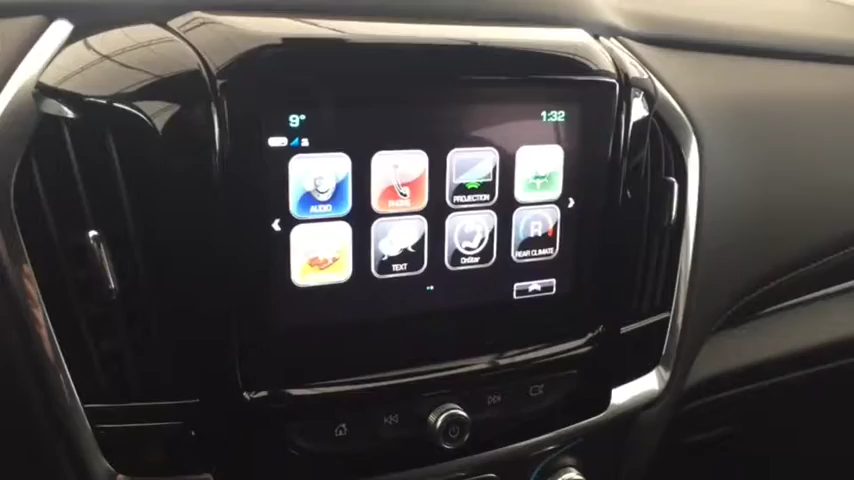 9° 1:32
AUDIO PHONE PROJECTION
TEXT OnStar R REAR CLIMATE